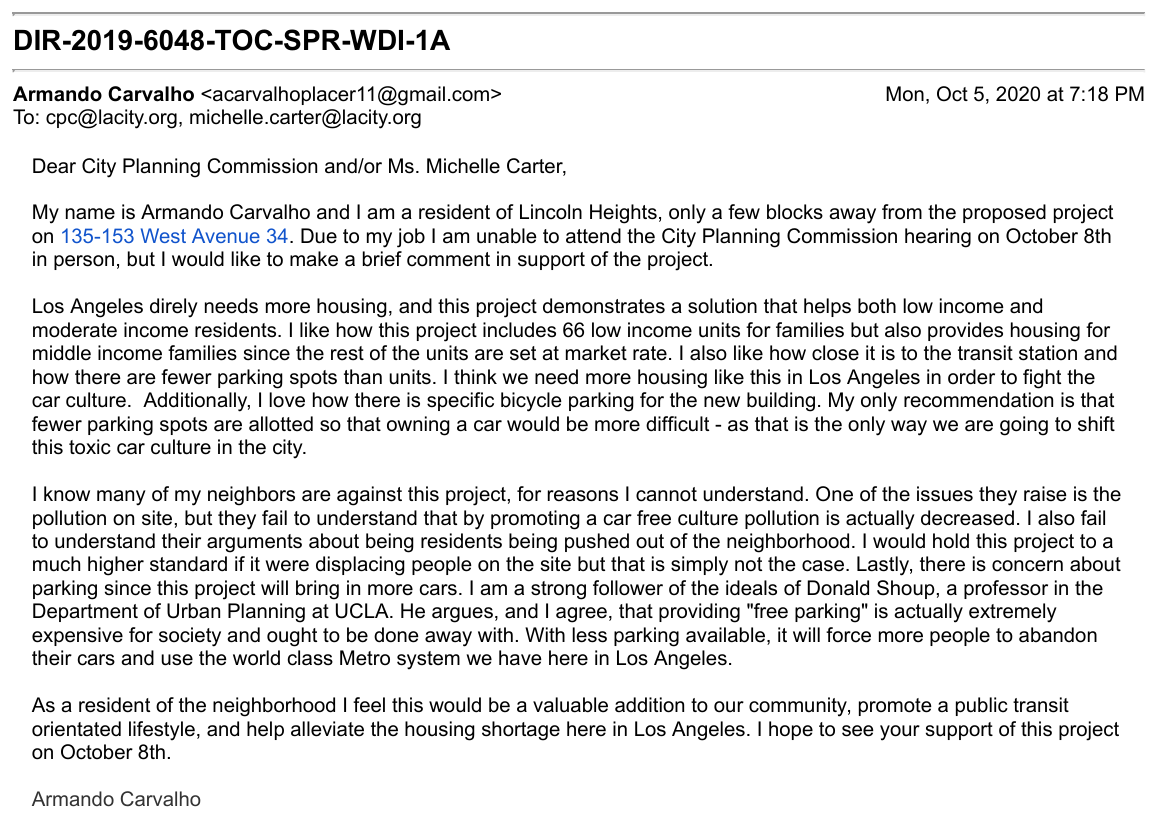 DIR-2019-6048-TOC-SPR-WDI-1A
Armando Carvalho <acarvalhoplacer11@gmail.com> Mon, Oct 5, 2020 at 7:18 PM
To: cpc@lacity.org, michelle.carter@lacity.org
Dear City Planning Commission and/or Ms. Michelle Carter,
My name is Armando Carvalho and I am a resident of Lincoln Heights, only a few blocks away from the proposed project
on 135-153 West Avenue 34. Due to my job I am unable to attend the City Planning Commission hearing on October 8th
in person, but I would like to make a brief comment in support of the project.
Los Angeles direly needs more housing, and this project demonstrates a solution that helps both low income and
moderate income residents. I like how this project includes 66 low income units for families but also provides housing for
middle income families since the rest of the units are set at market rate. I also like how close it is to the transit station and
how there are fewer parking spots than units. I think we need more housing like this in Los Angeles in order to fight the
car culture.  Additionally, I love how there is specific bicycle parking for the new building. My only recommendation is that
fewer parking spots are allotted so that owning a car would be more difficult - as that is the only way we are going to shift
this toxic car culture in the city.
I know many of my neighbors are against this project, for reasons I cannot understand. One of the issues they raise is the
pollution on site, but they fail to understand that by promoting a car free culture pollution is actually decreased. I also fail
to understand their arguments about being residents being pushed out of the neighborhood. I would hold this project to a
much higher standard if it were displacing people on the site but that is simply not the case. Lastly, there is concern about
parking since this project will bring in more cars. I am a strong follower of the ideals of Donald Shoup, a professor in the
Department of Urban Planning at UCLA. He argues, and I agree, that providing "free parking" is actually extremely
expensive for society and ought to be done away with. With less parking available, it will force more people to abandon
their cars and use the world class Metro system we have here in Los Angeles.
As a resident of the neighborhood I feel this would be a valuable addition to our community, promote a public transit
orientated lifestyle, and help alleviate the housing shortage here in Los Angeles. I hope to see your support of this project
on October 8th.
Armando Carvalho